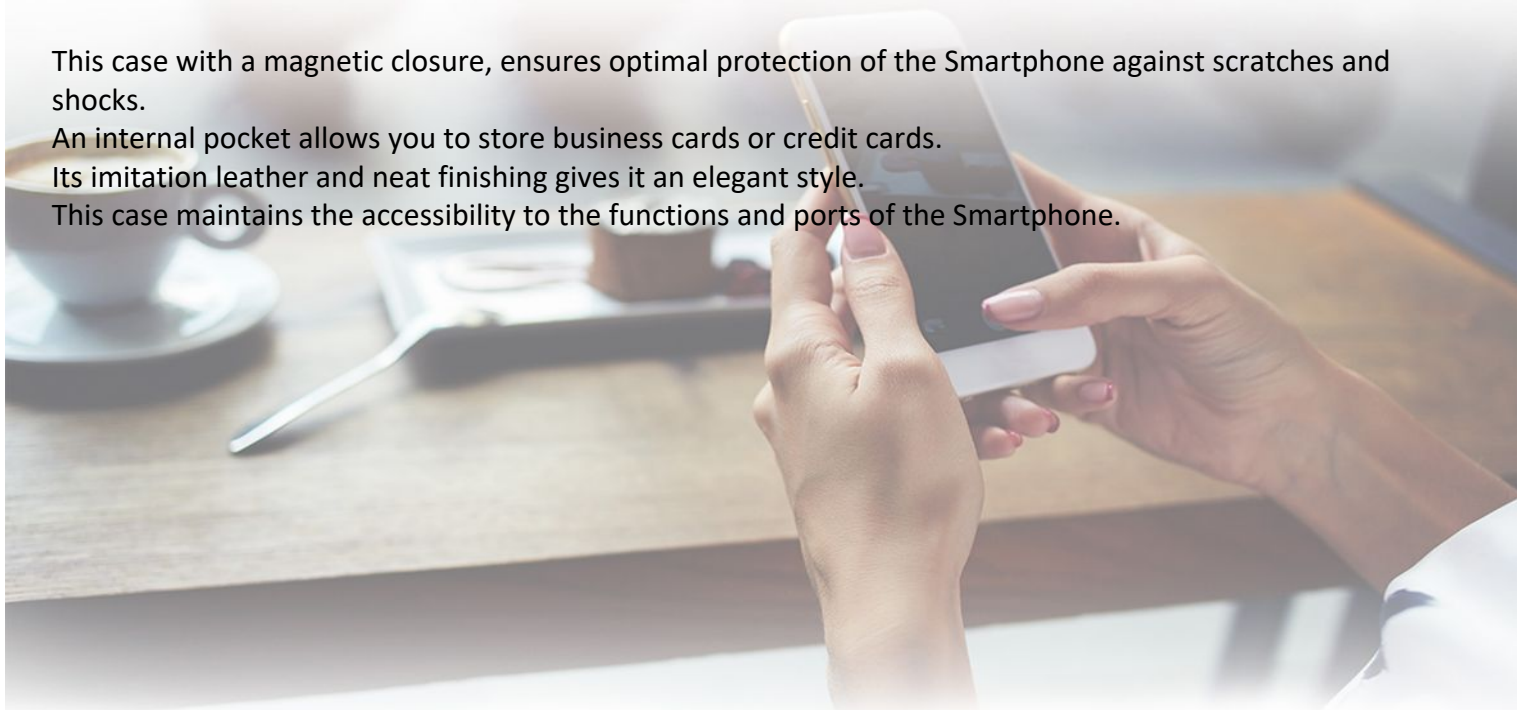 This case with a magnetic closure, ensures optimal protection of the Smartphone against scratches and
shocks.
An internal pocket allows you to store business cards or credit cards.
Its imitation leather and neat finishing gives it an elegant style.
This case maintains the accessibility to the functions and ports of the Smartphone.